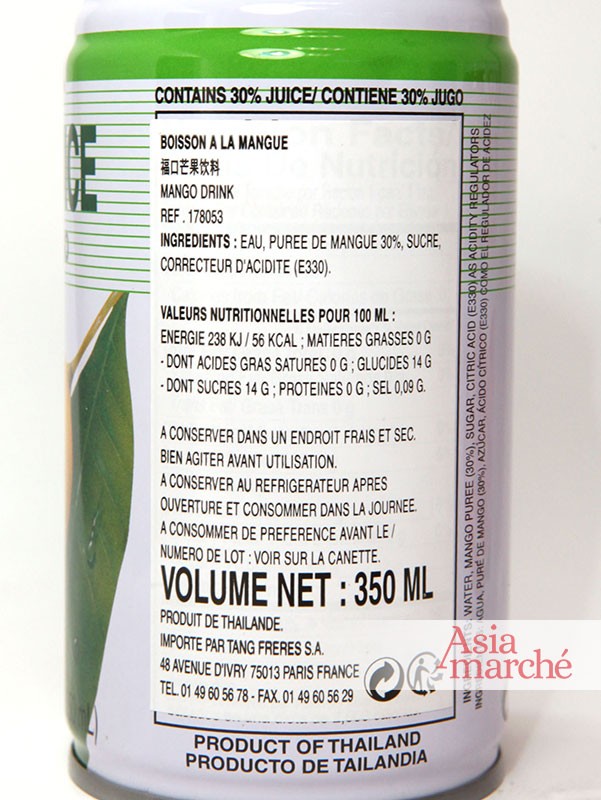 CONTAINS 30% JUICE/ CONTIENE 30% JUGO
BOISSON A LA MANGUE
福口芒果饮料
MANGO DRINK
REF . 178053
INGREDIENTS : EAU, PUREE DE MANGUE 30%, SUCRE,
CORRECTEUR D'ACIDITE (E330).
VALEURS NUTRITIONNELLES POUR 100 ML :
ENERGIE 238 KJ / 56 KCAL ; MATIERES GRASSES 0 G
- DONT ACIDES GRAS SATURES 0 G ; GLUCIDES 14 G
- DONT SUCRES 14 G ; PROTEINES 0 G ; SEL 0,09 G.
A CONSERVER DANS UN ENDROIT FRAIS ET SEC.
BIEN AGITER AVANT UTILISATION.
A CONSERVER AU REFRIGERATEUR APRES
OUVERTURE ET CONSOMMER DANS LA JOURNEE.
A CONSOMMER DE PREFERENCE AVANT LE /
NUMERO DE LOT : VOIR SUR LA CANETTE.
VOLUME NET : 350 ML
PRODUIT DE THAILANDE.
IMPORTE PAR TANG FRERES S.A.
48 AVENUE D'IVRY 75013 PARIS FRANCE
TEL. 01 49 60 56 78 - FAX. 01 49 60 56 29
PRODUCT OF THAILAND
PRODUCTO DE TAILANDIA
INGREDIENTS: WATER, MANGO PUREE (30%), SUGAR, CITRIC ACID (E330) AS ACIDITY REGULATORS
AGUA, PURÉ DE MANGO (30%), AZÚCAR, ÁCIDO CÍTRICO (E330) COMO EL REGULADOR DE ACIDEZ
Asia
marché